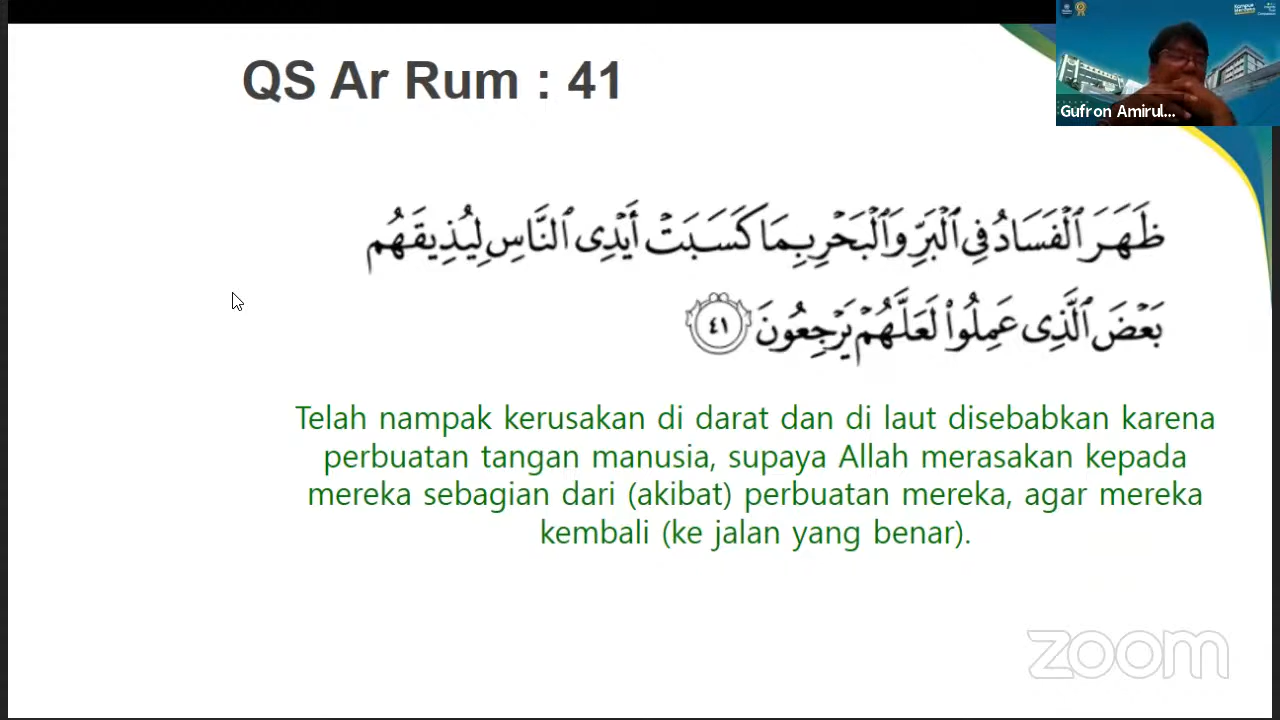 QS Ar Rum : 41
Gufron Amirul...
ظَهَرَ ٱلْفَسَادُ فِى ٱلْبَرِّ وَٱلْبَحْرِ بِمَا كَسَبَتْ أَيْدِى ٱلنَّاسِ لِيُذِيقَهُم
بَعْضَ ٱلَّذِى عَمِلُوا۟ لَعَلَّهُمْ يَرْجِعُونَ ٤١
Telah nampak kerusakan di darat dan di laut disebabkan karena
perbuatan tangan manusia, supaya Allah merasakan kepada
mereka sebagian dari (akibat) perbuatan mereka, agar mereka
kembali (ke jalan yang benar).
zoom